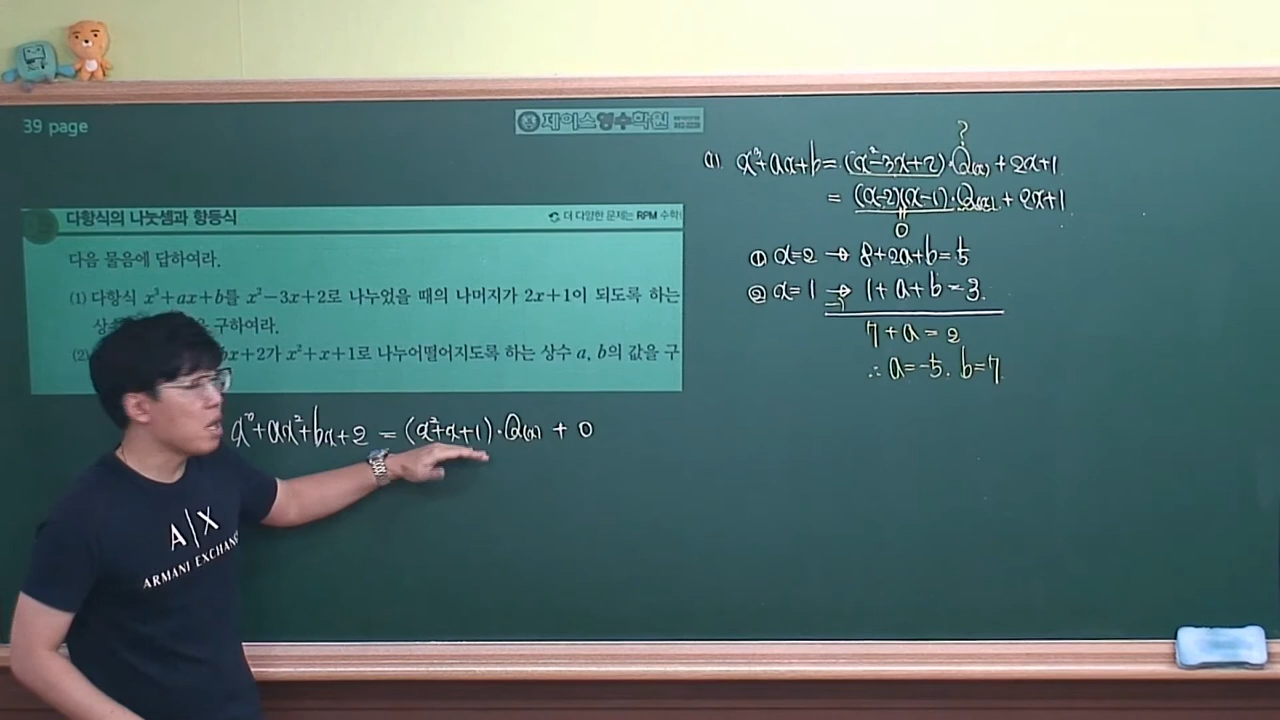 39 page
제이스영수학원
다항식의 나눗셈과 항등식
더 다양한 문제는 RPM 수학(
다음 물음에 답하여라.
(1) 다항식 x³+ax+b를 x²-3x+2로 나누었을 때의 나머지가 2x+1이 되도록 하는
상 을 구하여라.
(2) bx+2가 x²+x+1로 나누어떨어지도록 하는 상수 a, b의 값을 구
+ax²+bx+2 = (x²+x+1)·Q(x) + 0
?
(1). x³+ax+b = (x²-3x+2)·Q(x)+2x+1.
= (x-2)(x-1)·Q(x)+2x+1
0
① x=2 → 8+2a+b=5
② x=1 → 1+a+b=3.
7+a=2
∴ a=-5. b=7
A|X
ARMANI EXCHANG